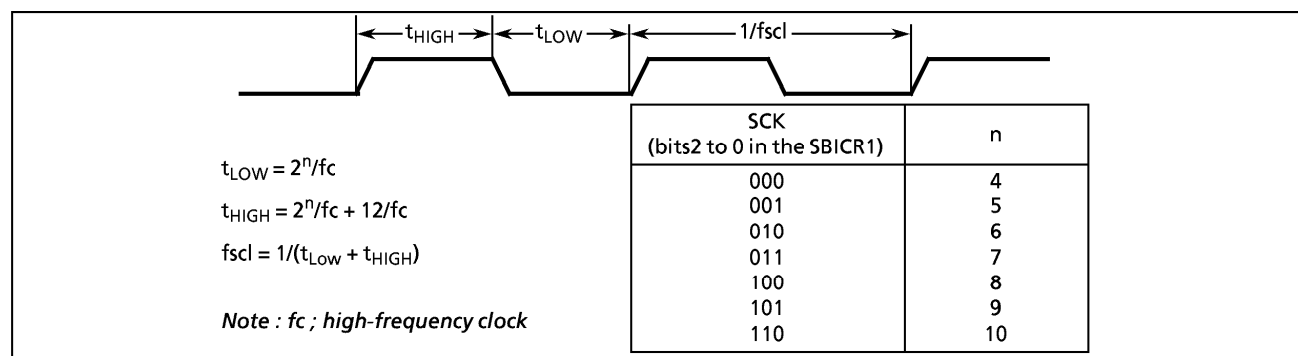 tHIGH tLOW 1/fscl
SCK
(bits2 to 0 in the SBICR1) n
tLOW = 2ⁿ/fc
tHIGH = 2ⁿ/fc + 12/fc
fscl = 1/(tLow + tHIGH)
Note : fc ; high-frequency clock
000 4
001 5
010 6
011 7
100 8
101 9
110 10